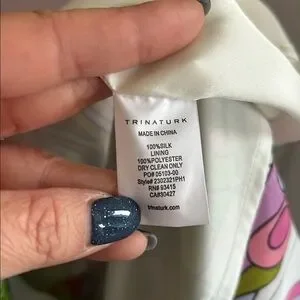 TRINATURK
MADE IN CHINA
100%SILK
LINING
100%POLYESTER
DRY CLEAN ONLY
PO# 05103-00
Style# 2302321PH1
RN# 93415
CA#30427
trinaturk.com